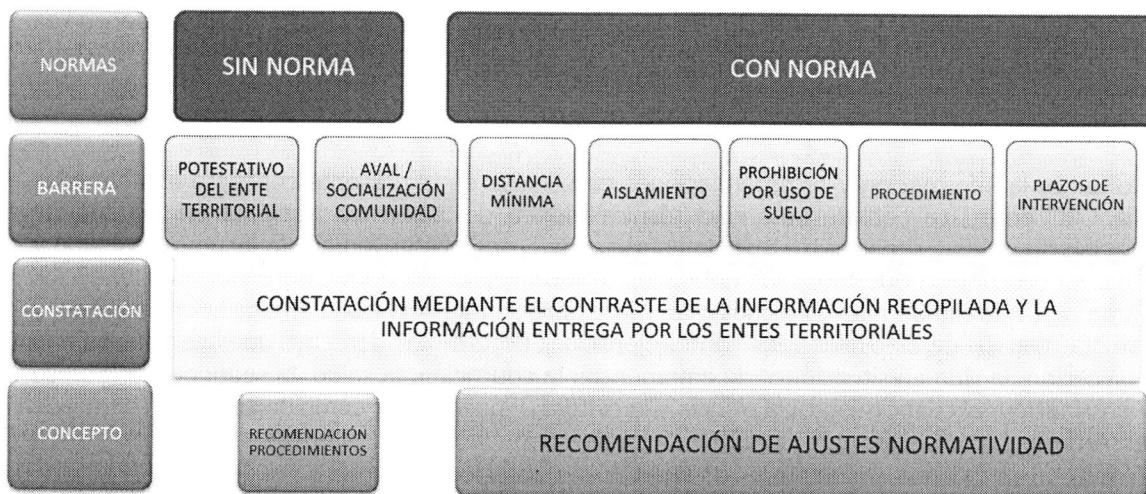 NORMAS
SIN NORMA
CON NORMA
BARRERA
POTESTATIVO
DEL ENTE
TERRITORIAL
AVAL /
SOCIALIZACIÓN
COMUNIDAD
DISTANCIA
MÍNIMA
AISLAMIENTO
PROHIBICIÓN
POR USO DE
SUELO
PROCEDIMIENTO
PLAZOS DE
INTERVENCIÓN
CONSTATACIÓN
CONSTATACIÓN MEDIANTE EL CONTRASTE DE LA INFORMACIÓN RECOPILADA Y LA
INFORMACIÓN ENTREGA POR LOS ENTES TERRITORIALES
CONCEPTO
RECOMENDACIÓN
PROCEDIMIENTOS
RECOMENDACIÓN DE AJUSTES NORMATIVIDAD